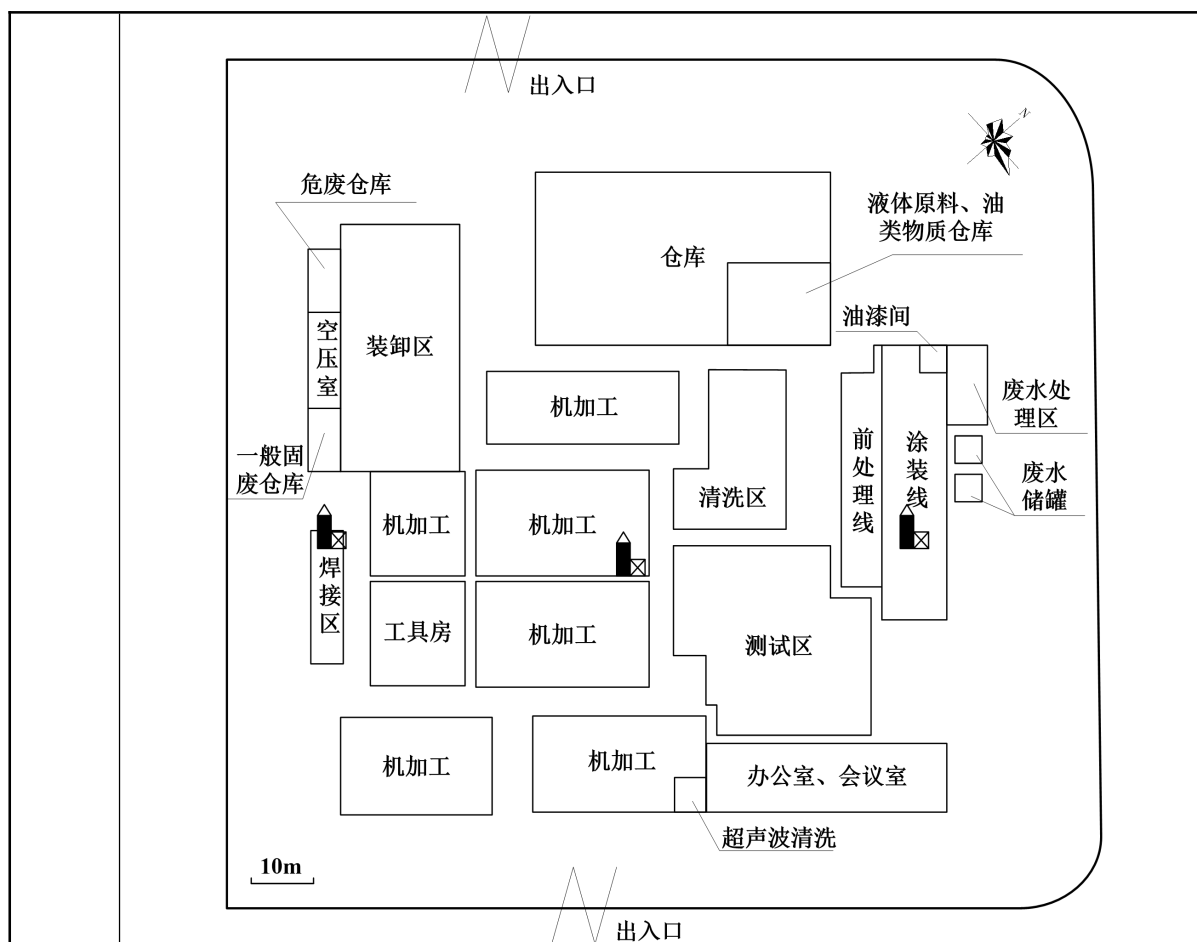 出入口
N
危废仓库
液体原料、油
类物质仓库
仓库
油漆间
空压室
装卸区
机加工
废水处
理区
前处理线
涂装线
一般固
废仓库
废水
储罐
清洗区
机加工
机加工
焊接区
工具房
机加工
测试区
机加工
机加工
办公室、会议室
超声波清洗
10m
出入口